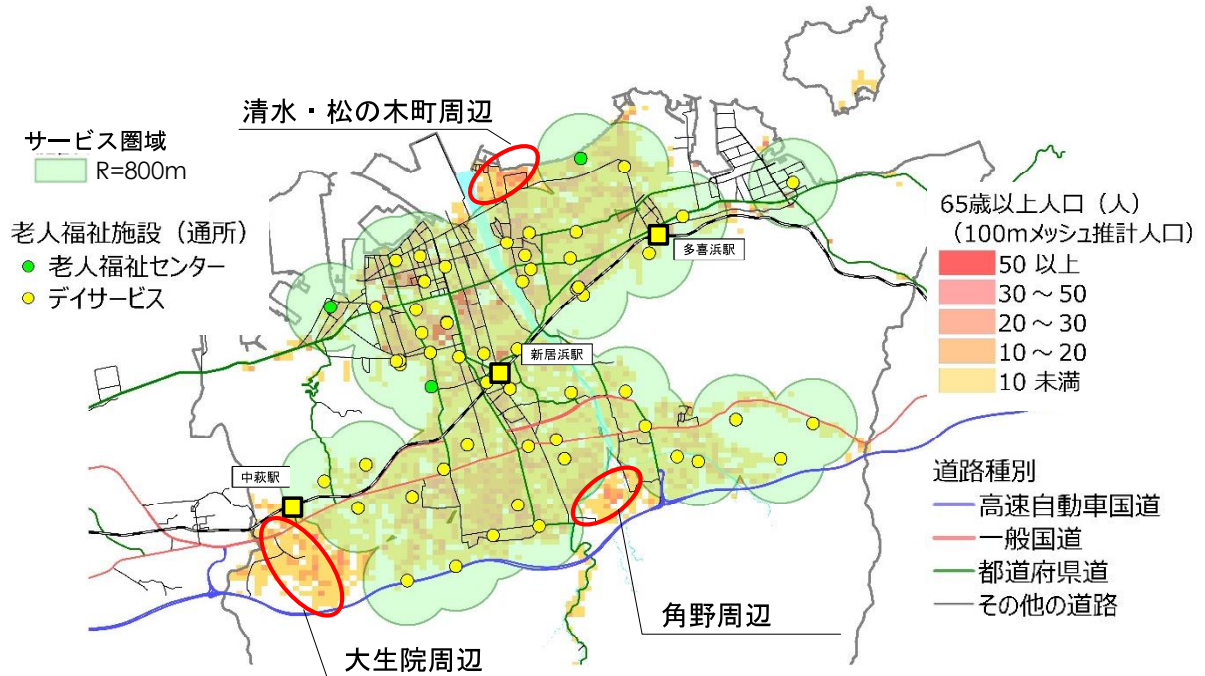 清水・松の木町周辺
サービス圏域
R=800m
老人福祉施設（通所）
老人福祉センター
デイサービス
65歳以上人口（人）
（100mメッシュ推計人口）
50 以上
30～50
20～30
10～20
10 未満
多喜浜駅
新居浜駅
中萩駅
道路種別
高速自動車国道
一般国道
都道府県道
その他の道路
角野周辺
大生院周辺